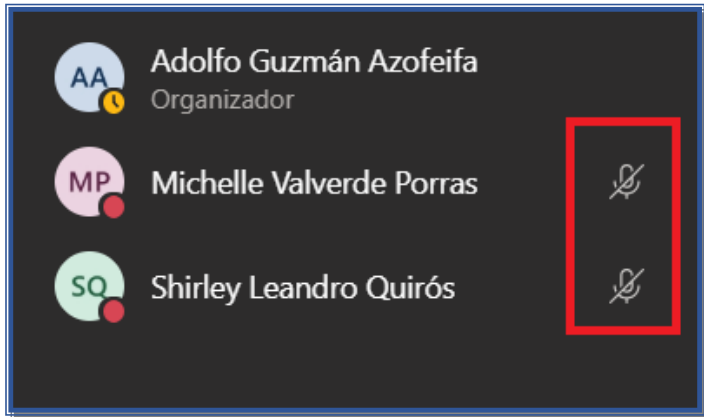 AA
Adolfo Guzmán Azofeifa
Organizador
MP
Michelle Valverde Porras
SQ
Shirley Leandro Quirós